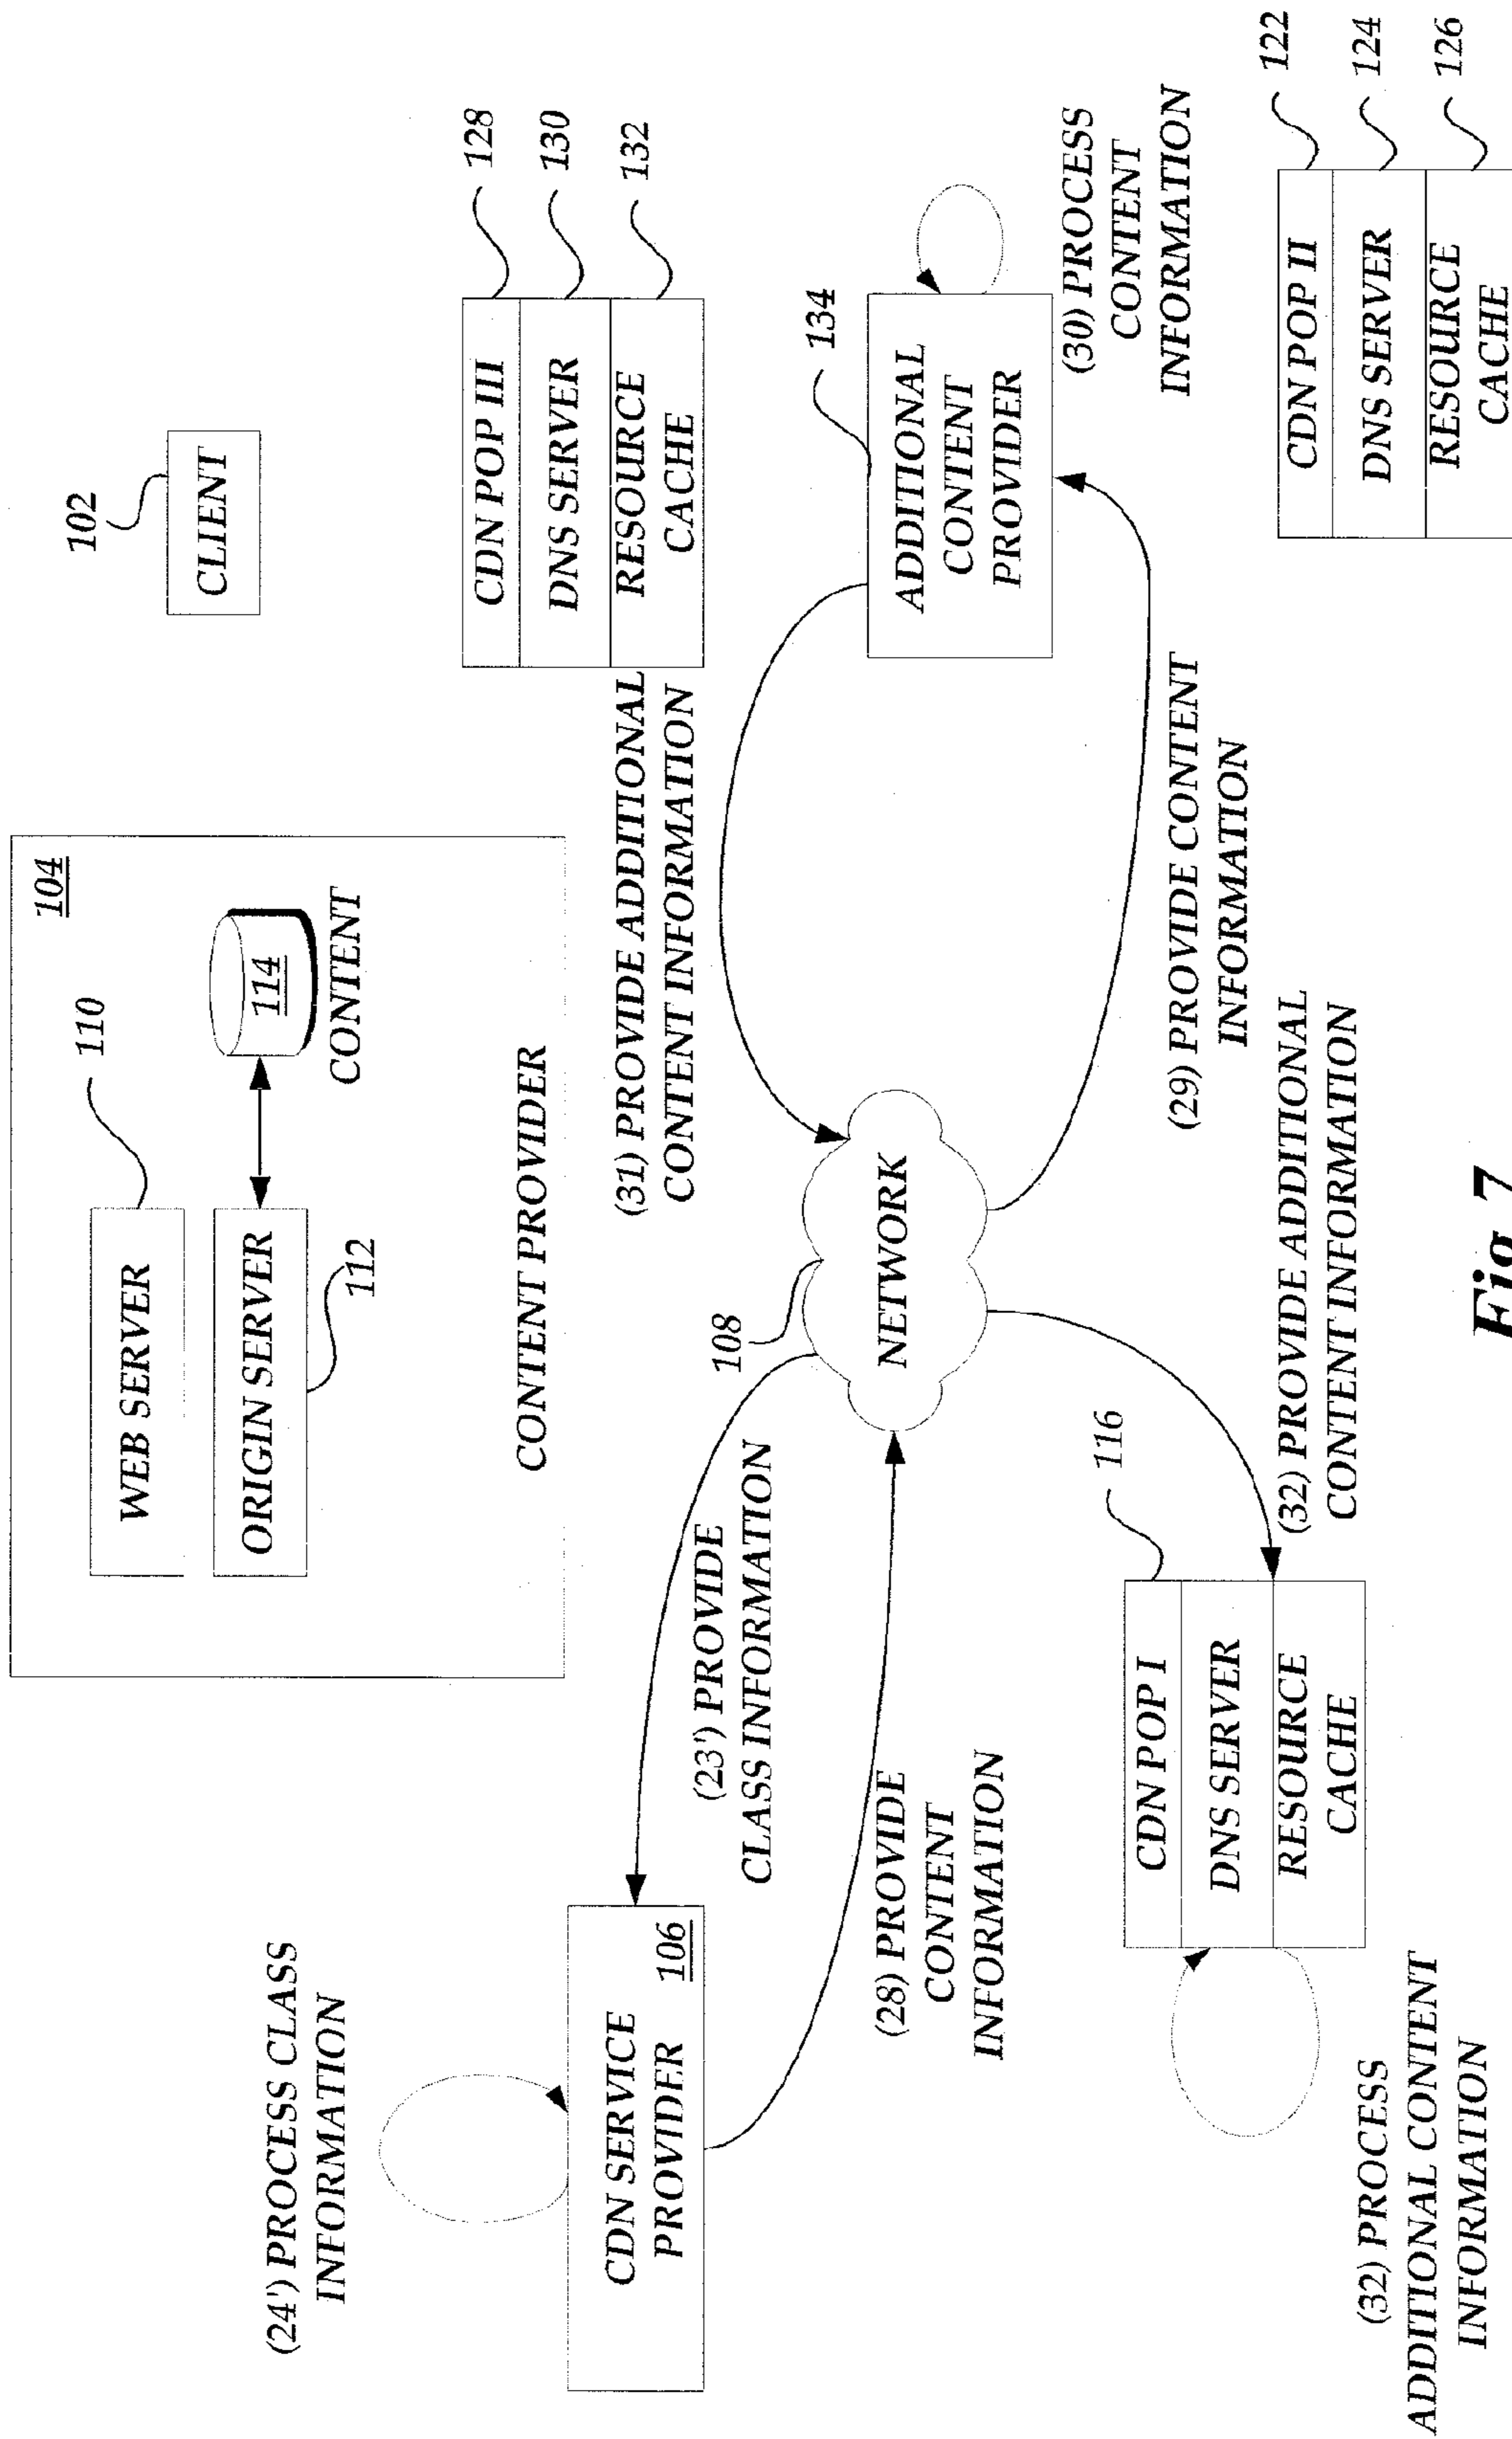 104
WEB SERVER
110
ORIGIN SERVER
112
114
CONTENT
CONTENT PROVIDER
102
CLIENT
(24') PROCESS CLASS
INFORMATION
CDN SERVICE
PROVIDER
106
(23') PROVIDE
CLASS INFORMATION
(28) PROVIDE
CONTENT
INFORMATION
108
NETWORK
(31) PROVIDE ADDITIONAL
CONTENT INFORMATION
CDN POP III
DNS SERVER
RESOURCE
CACHE
128
130
132
134
ADDITIONAL
CONTENT
PROVIDER
(30) PROCESS
CONTENT
INFORMATION
(29) PROVIDE CONTENT
INFORMATION
116
CDN POP I
DNS SERVER
RESOURCE
CACHE
(32) PROVIDE ADDITIONAL
CONTENT INFORMATION
(32) PROCESS
ADDITIONAL CONTENT
INFORMATION
CDN POP II
DNS SERVER
RESOURCE
CACHE
122
124
126
Fig.7.